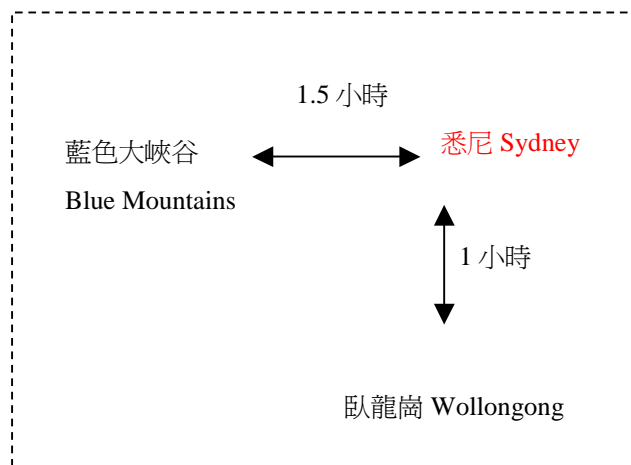 1.5 小時
藍色大峽谷
悉尼 Sydney
Blue Mountains
1 小時
臥龍崗 Wollongong